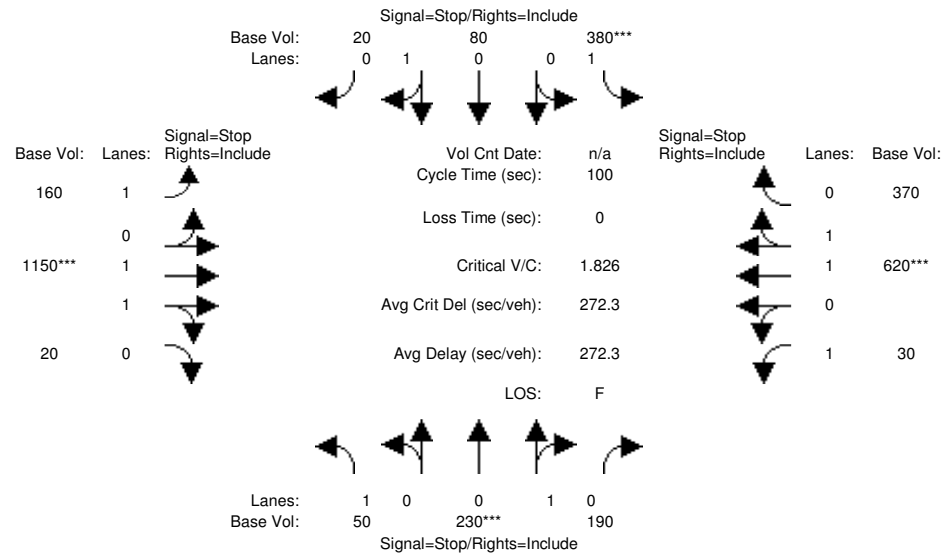 Signal=Stop/Rights=Include
Base Vol: 20 80 380***
Lanes: 0 1 0 0 1
Signal=Stop Signal=Stop
Base Vol: Lanes: Rights=Include Vol Cnt Date: n/a Rights=Include Lanes: Base Vol:
Cycle Time (sec): 100
160 1 0 370
Loss Time (sec): 0
0 1
1150*** 1 Critical V/C: 1.826 1 620***
1 Avg Crit Del (sec/veh): 272.3 0
20 0 Avg Delay (sec/veh): 272.3 1 30
LOS: F
Lanes: 1 0 0 1 0
Base Vol: 50 230*** 190
Signal=Stop/Rights=Include